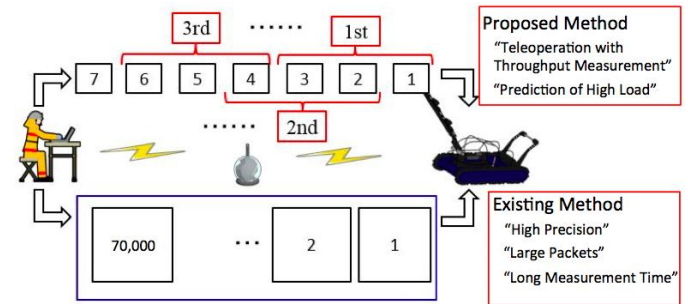 3rd ...... 1st
7 6 5 4 3 2 1
...... 2nd
70,000 ... 2 1
Proposed Method
“Teleoperation with
Throughput Measurement”
“Prediction of High Load”
Existing Method
“High Precision”
“Large Packets”
“Long Measurement Time”